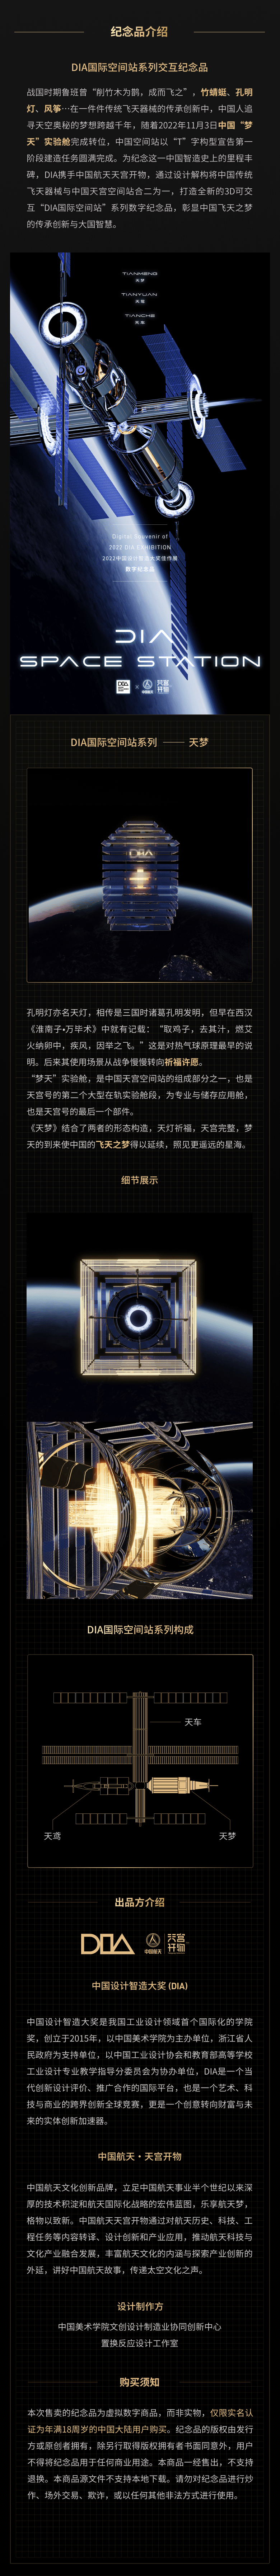 纪念品介绍
DIA国际空间站系列交互纪念品
战国时期鲁班曾“削竹木为鹊，成而飞之”，竹蜻蜓、孔明
灯、风筝…在一件件传统飞天器械的传承创新中，中国人追
寻天空奥秘的梦想跨越千年，随着2022年11月3日中国“梦
天”实验舱完成转位，中国空间站以“T”字构型宣告第一
阶段建造任务圆满完成。为纪念这一中国智造史上的里程丰
碑，DIA携手中国航天天宫开物，通过设计解构将中国传统
飞天器械与中国天宫空间站合二为一，打造全新的3D可交
互“DIA国际空间站”系列数字纪念品，彰显中国飞天之梦
的传承创新与大国智慧。
TIANMENG
天梦
TIANYUAN
天鸢
TIANCHE
天车
Digital Souvenir of
2022 DIA EXHIBITION
2022中国设计智造大奖佳作展
数字纪念品
DIA
SPACE STATION
DIA × 中国航天 天宫开物
DIA国际空间站系列 —— 天梦
DIA
孔明灯亦名天灯，相传是三国时诸葛孔明发明，但早在西汉
《淮南子•万毕术》中就有记载：“取鸡子，去其汁，燃艾
火纳卵中，疾风，因举之飞。”这是对热气球原理最早的说
明。后来其使用场景从战争慢慢转向祈福许愿。
“梦天”实验舱，是中国天宫空间站的组成部分之一，也是
天宫号的第二个大型在轨实验舱段，为专业与储存应用舱，
也是天宫号的最后一个部件。
《天梦》结合了两者的形态构造，天灯祈福，天宫完整，梦
天的到来使中国的飞天之梦得以延续，照见更遥远的星海。
细节展示
DIA国际空间站系列构成
天车
天鸢
天梦
出品方介绍
DIA 中国航天 天宫开物
中国设计智造大奖 (DIA)
中国设计智造大奖是我国工业设计领域首个国际化的学院
奖，创立于2015年，以中国美术学院为主办单位，浙江省人
民政府为支持单位，以中国工业设计协会和教育部高等学校
工业设计专业教学指导分委员会为协办单位，DIA是一个当
代创新设计评价、推广合作的国际平台，也是一个艺术、科
技与商业的跨界创新全球竞赛，更是一个创意转向财富与未
来的实体创新加速器。
中国航天・天宫开物
中国航天文化创新品牌，立足中国航天事业半个世纪以来深
厚的技术积淀和航天国际化战略的宏伟蓝图，乐享航天梦，
格物以致新。中国航天天宫开物通过对航天历史、科技、工
程任务等内容转译、设计创新和产业应用，推动航天科技与
文化产业融合发展，丰富航天文化的内涵与探索产业创新的
外延，讲好中国航天故事，传递太空文化之声。
设计制作方
中国美术学院文创设计制造业协同创新中心
置换反应设计工作室
购买须知
本次售卖的纪念品为虚拟数字商品，而非实物，仅限实名认
证为年满18周岁的中国大陆用户购买。纪念品的版权由发行
方或原创者拥有，除另行取得版权拥有者书面同意外，用户
不得将纪念品用于任何商业用途。本商品一经售出，不支持
退换。本商品源文件不支持本地下载。请勿对纪念品进行炒
作、场外交易、欺诈，或以任何其他非法方式进行使用。